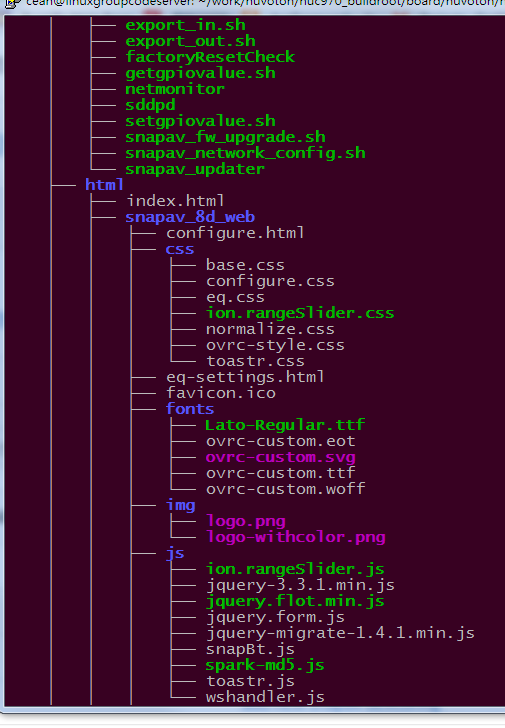 cean@linuxgroupcodeserver: ~/work/nuvoton/nuc970_buildroot/board/nuvoton/r
export_in.sh
export_out.sh
factoryResetCheck
getgpiovalue.sh
netmonitor
sddpd
setgpiovalue.sh
snapav_fw_upgrade.sh
snapav_network_config.sh
snapav_updater
html
index.html
snapav_8d_web
configure.html
css
base.css
configure.css
eq.css
ion.rangeSlider.css
normalize.css
ovrc-style.css
toastr.css
eq-settings.html
favicon.ico
fonts
Lato-Regular.ttf
ovrc-custom.eot
ovrc-custom.svg
ovrc-custom.ttf
ovrc-custom.woff
img
logo.png
logo-withcolor.png
js
ion.rangeSlider.js
jquery-3.3.1.min.js
jquery.flot.min.js
jquery.form.js
jquery-migrate-1.4.1.min.js
snapBt.js
spark-md5.js
toastr.js
wshandler.js